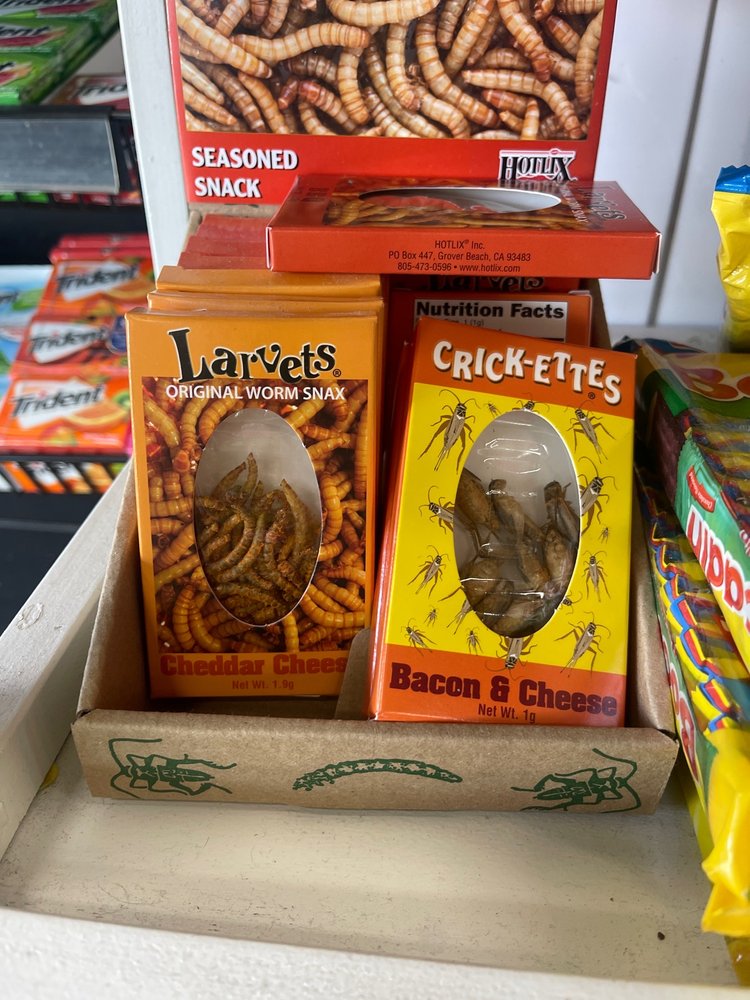 SEASONED
SNACK
HOTLIX
HOTLIX® Inc.
PO Box 447, Grover Beach, CA 93483
805-473-0596 • www.hotlix.com
Nutrition Facts
Larvets®
ORIGINAL WORM SNAX
Cheddar Cheese
Net Wt. 1.9g
CRICK-ETTES®
Bacon & Cheese
Net Wt. 1g
Trident
Trident
Trident